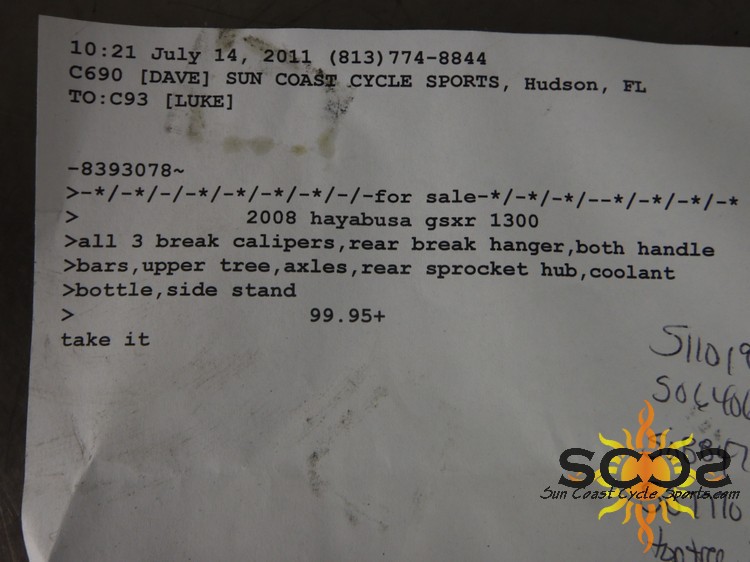 10:21 July 14, 2011 (813)774-8844
C690 [DAVE] SUN COAST CYCLE SPORTS, Hudson, FL
TO:C93 [LUKE]
-8393078~
>-*/-*/-/-*/-*/-*/-*/-/-for sale-*/-*/-*/--*/-*/-*/-*
> 2008 hayabusa gsxr 1300
>all 3 break calipers,rear break hanger,both handle
>bars,upper tree,axles,rear sprocket hub,coolant
>bottle,side stand
> 99.95+
take it
SCCS
Sun Coast Cycle Sports.com
top tree